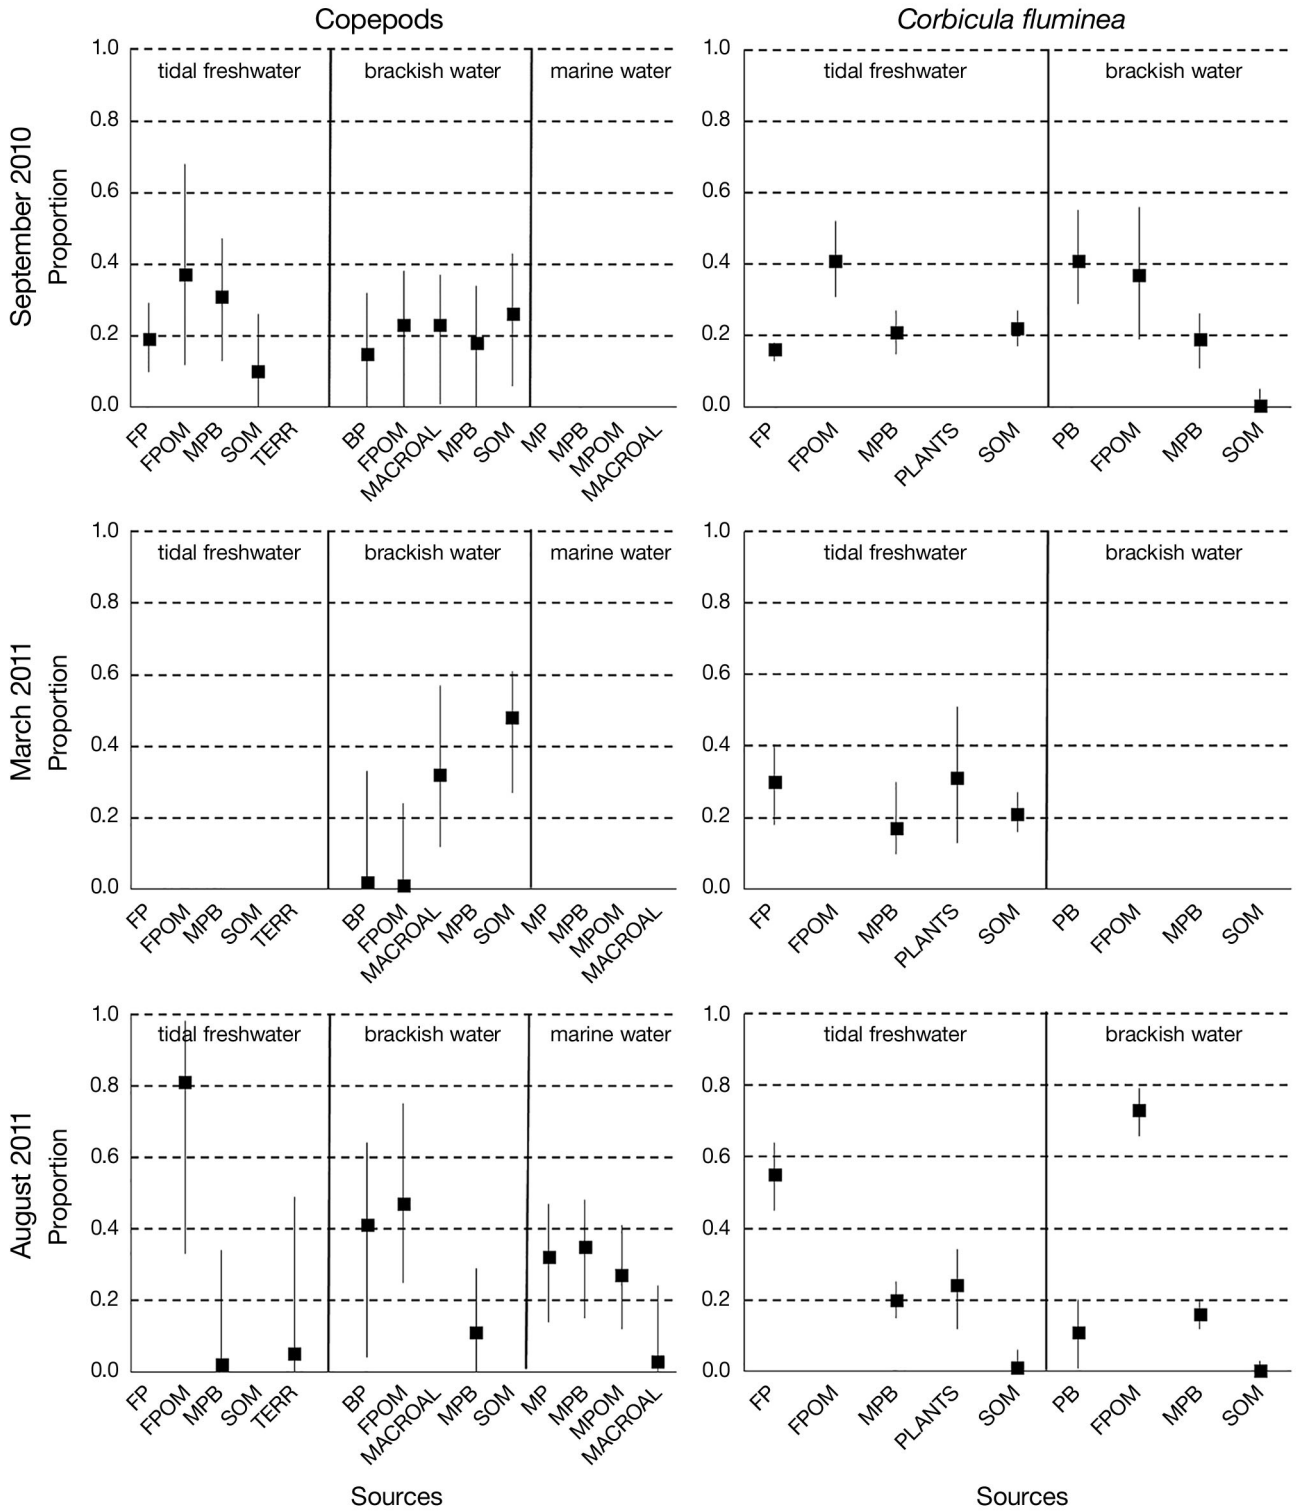 Copepods
Corbicula fluminea
September 2010
Proportion
1.0
0.8
0.6
0.4
0.2
0.0
tidal freshwater
brackish water
marine water
FP
FPOM
MPB
SOM
TERR
BP
FPOM
MACROAL
MPB
SOM
MP
MPB
MPOM
MACROAL
1.0
0.8
0.6
0.4
0.2
0.0
tidal freshwater
brackish water
FP
FPOM
MPB
PLANTS
SOM
PB
FPOM
MPB
SOM
March 2011
Proportion
1.0
0.8
0.6
0.4
0.2
0.0
tidal freshwater
brackish water
marine water
FP
FPOM
MPB
SOM
TERR
BP
FPOM
MACROAL
MPB
SOM
MP
MPB
MPOM
MACROAL
1.0
0.8
0.6
0.4
0.2
0.0
tidal freshwater
brackish water
FP
FPOM
MPB
PLANTS
SOM
PB
FPOM
MPB
SOM
August 2011
Proportion
1.0
0.8
0.6
0.4
0.2
0.0
tidal freshwater
brackish water
marine water
FP
FPOM
MPB
SOM
TERR
BP
FPOM
MACROAL
MPB
SOM
MP
MPB
MPOM
MACROAL
Sources
1.0
0.8
0.6
0.4
0.2
0.0
tidal freshwater
brackish water
FP
FPOM
MPB
PLANTS
SOM
PB
FPOM
MPB
SOM
Sources